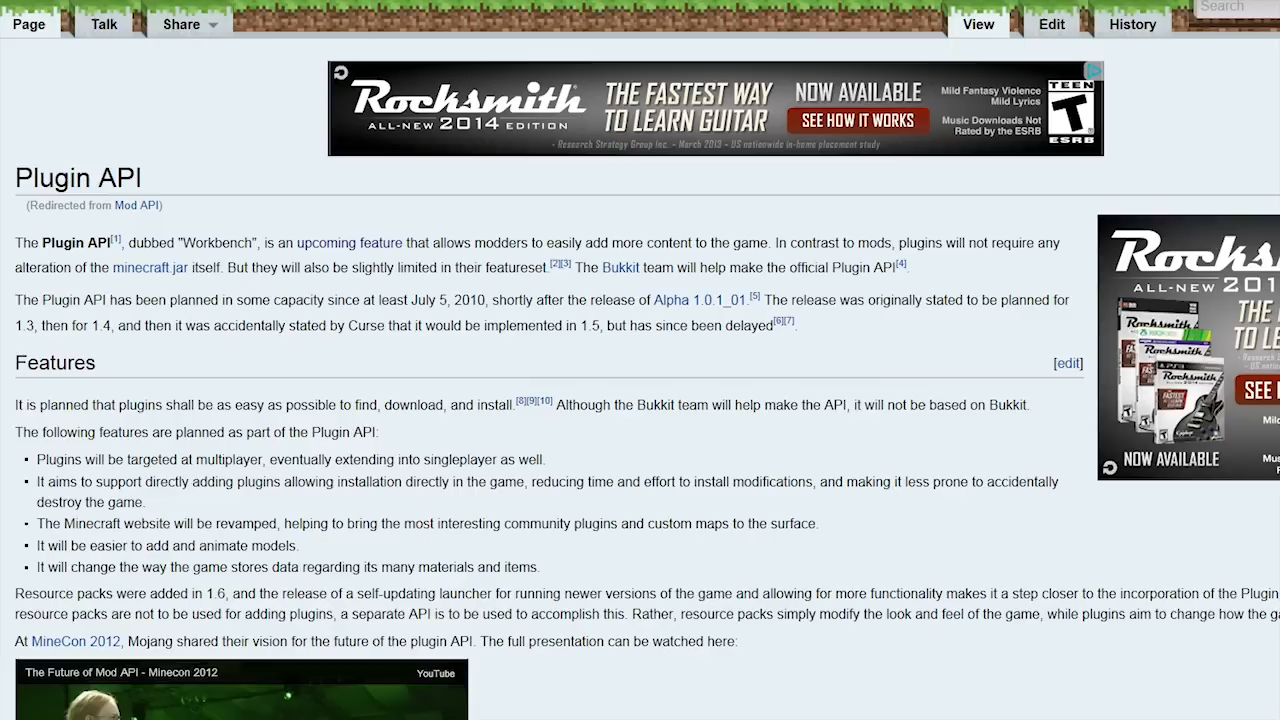 Page Talk Share View Edit History Search
Rocksmith
ALL-NEW 2014 EDITION
THE FASTEST WAY
TO LEARN GUITAR
NOW AVAILABLE
SEE HOW IT WORKS
Mild Fantasy Violence
Mild Lyrics
Music Downloads Not
Rated by the ESRB
TEEN
T
ESRB
- Research Strategy Group Inc. - March 2013 - US nationwide in-home placement study
Plugin API
(Redirected from Mod API)
The Plugin API[1], dubbed "Workbench", is an upcoming feature that allows modders to easily add more content to the game. In contrast to mods, plugins will not require any
alteration of the minecraft.jar itself. But they will also be slightly limited in their featureset.[2][3] The Bukkit team will help make the official Plugin API[4].
The Plugin API has been planned in some capacity since at least July 5, 2010, shortly after the release of Alpha 1.0.1_01.[5] The release was originally stated to be planned for
1.3, then for 1.4, and then it was accidentally stated by Curse that it would be implemented in 1.5, but has since been delayed[6][7].
Features [edit]
It is planned that plugins shall be as easy as possible to find, download, and install.[8][9][10] Although the Bukkit team will help make the API, it will not be based on Bukkit.
The following features are planned as part of the Plugin API:
▪ Plugins will be targeted at multiplayer, eventually extending into singleplayer as well.
▪ It aims to support directly adding plugins allowing installation directly in the game, reducing time and effort to install modifications, and making it less prone to accidentally
destroy the game.
▪ The Minecraft website will be revamped, helping to bring the most interesting community plugins and custom maps to the surface.
▪ It will be easier to add and animate models.
▪ It will change the way the game stores data regarding its many materials and items.
Resource packs were added in 1.6, and the release of a self-updating launcher for running newer versions of the game and allowing for more functionality makes it a step closer to the incorporation of the Plugin
resource packs are not to be used for adding plugins, a separate API is to be used to accomplish this. Rather, resource packs simply modify the look and feel of the game, while plugins aim to change how the ga
At MineCon 2012, Mojang shared their vision for the future of the plugin API. The full presentation can be watched here:
The Future of Mod API - Minecon 2012 YouTube
Rocks
ALL-NEW 201
THE
TO LE
SEE
Rocksmith
Rocksmith
Rocksmith
NOW AVAILABLE